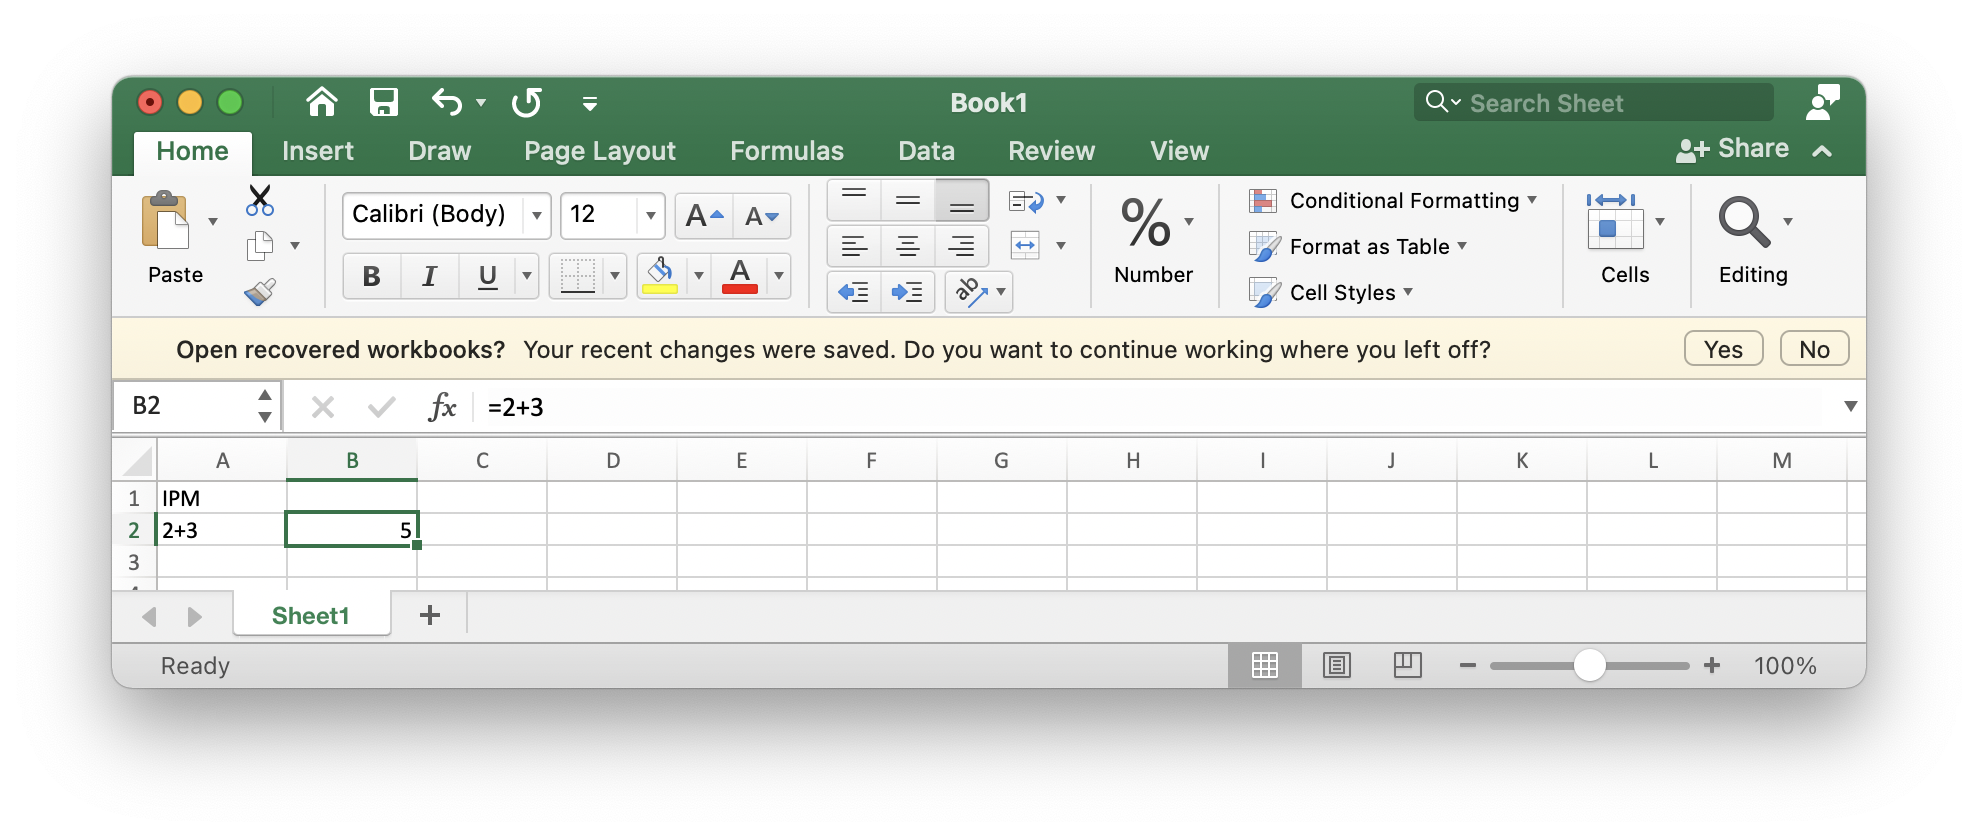 Book1
Search Sheet
Home Insert Draw Page Layout Formulas Data Review View Share
Paste
Calibri (Body) 12 A A
B I U A
ab
% Number
Conditional Formatting
Format as Table
Cell Styles
Cells
Editing
Open recovered workbooks? Your recent changes were saved. Do you want to continue working where you left off? Yes No
B2 fx =2+3
A B C D E F G H I J K L M
1 IPM
2 2+3 5
3
Sheet1 +
Ready 100%